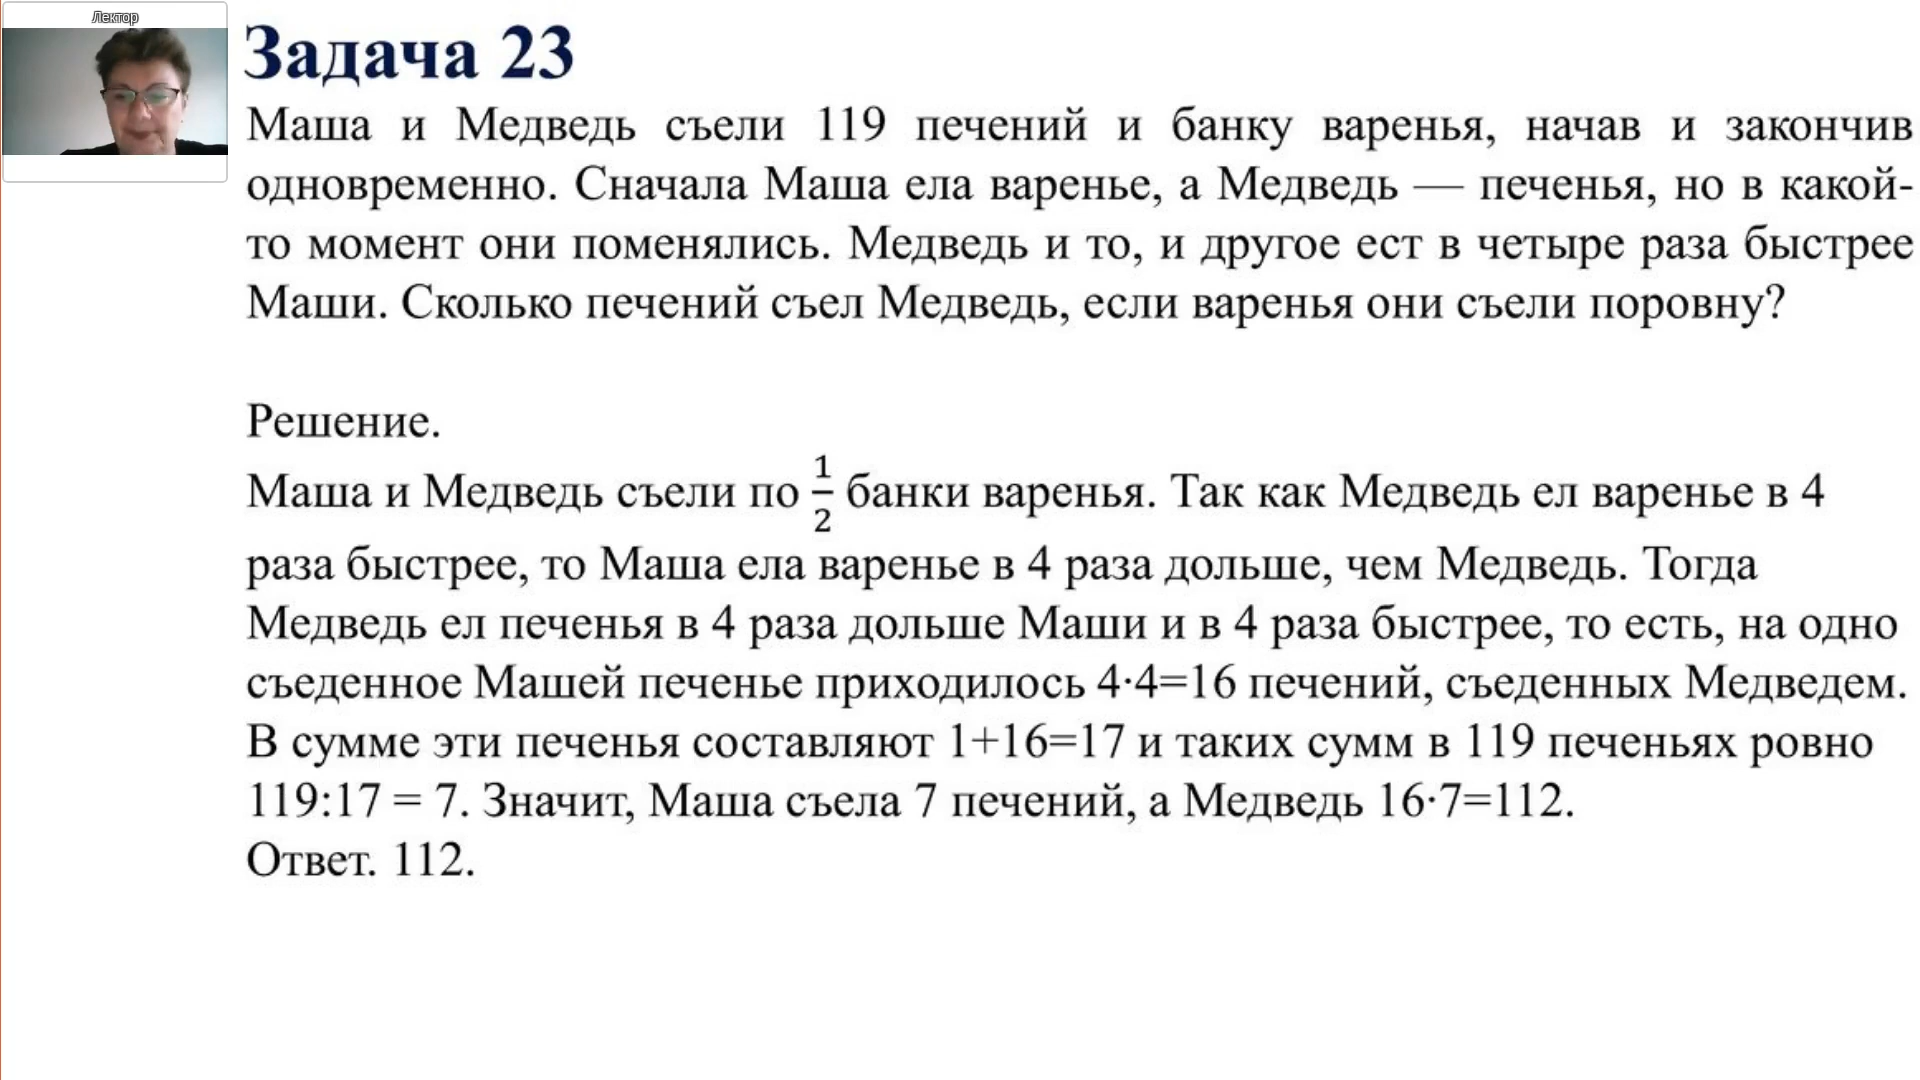 Лектор
Задача 23
Маша и Медведь съели 119 печений и банку варенья, начав и закончив
одновременно. Сначала Маша ела варенье, а Медведь — печенья, но в какой-
то момент они поменялись. Медведь и то, и другое ест в четыре раза быстрее
Маши. Сколько печений съел Медведь, если варенья они съели поровну?
Решение.
Маша и Медведь съели по 1/2 банки варенья. Так как Медведь ел варенье в 4
раза быстрее, то Маша ела варенье в 4 раза дольше, чем Медведь. Тогда
Медведь ел печенья в 4 раза дольше Маши и в 4 раза быстрее, то есть, на одно
съеденное Машей печенье приходилось 4·4=16 печений, съеденных Медведем.
В сумме эти печенья составляют 1+16=17 и таких сумм в 119 печеньях ровно
119:17 = 7. Значит, Маша съела 7 печений, а Медведь 16·7=112.
Ответ. 112.